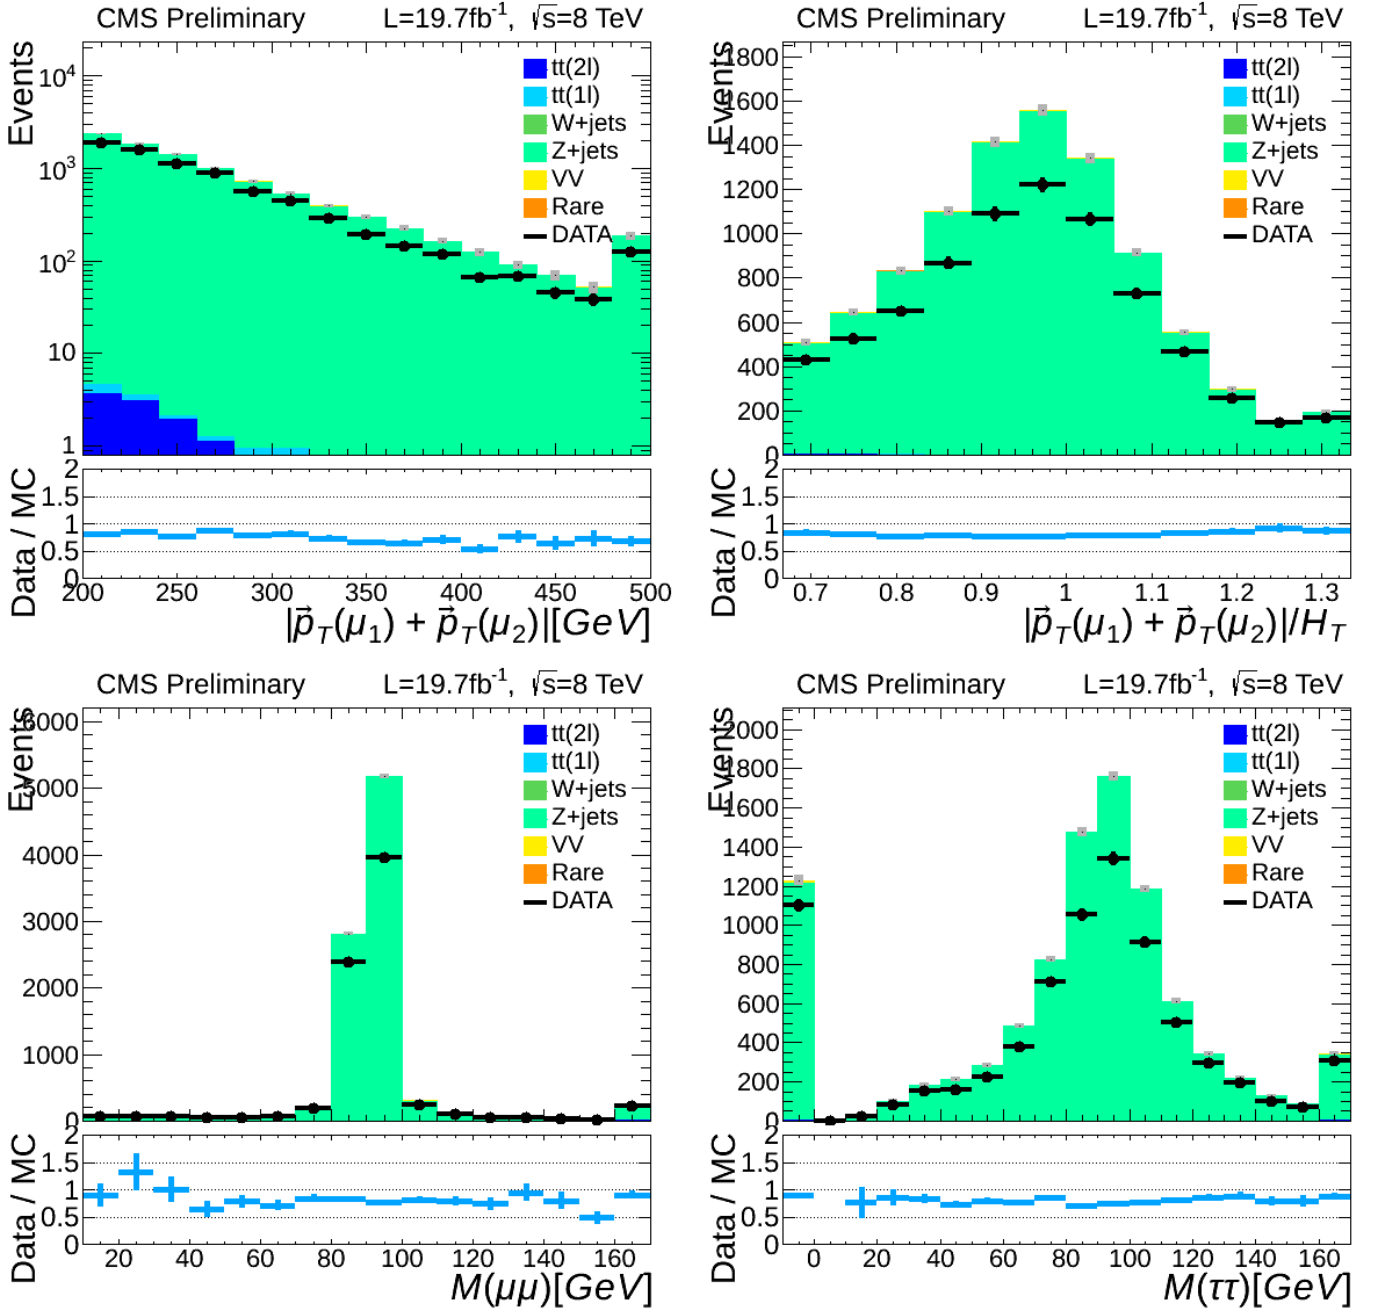 CMS Preliminary L=19.7fb⁻¹, √s=8 TeV
Events
10⁴
10³
10²
10
1
tt(2l)
tt(1l)
W+jets
Z+jets
VV
Rare
DATA
Data / MC
2
1.5
1
0.5
0
200 250 300 350 400 450 500
|p⃗_T(μ₁) + p⃗_T(μ₂)|[GeV]
CMS Preliminary L=19.7fb⁻¹, √s=8 TeV
Events
1800
1600
1400
1200
1000
800
600
400
200
0
tt(2l)
tt(1l)
W+jets
Z+jets
VV
Rare
DATA
Data / MC
2
1.5
1
0.5
0
0.7 0.8 0.9 1 1.1 1.2 1.3
|p⃗_T(μ₁) + p⃗_T(μ₂)|/H_T
CMS Preliminary L=19.7fb⁻¹, √s=8 TeV
Events
6000
5000
4000
3000
2000
1000
0
tt(2l)
tt(1l)
W+jets
Z+jets
VV
Rare
DATA
Data / MC
2
1.5
1
0.5
0
20 40 60 80 100 120 140 160
M(μμ)[GeV]
CMS Preliminary L=19.7fb⁻¹, √s=8 TeV
Events
2000
1800
1600
1400
1200
1000
800
600
400
200
0
tt(2l)
tt(1l)
W+jets
Z+jets
VV
Rare
DATA
Data / MC
2
1.5
1
0.5
0
0 20 40 60 80 100 120 140 160
M(ττ)[GeV]